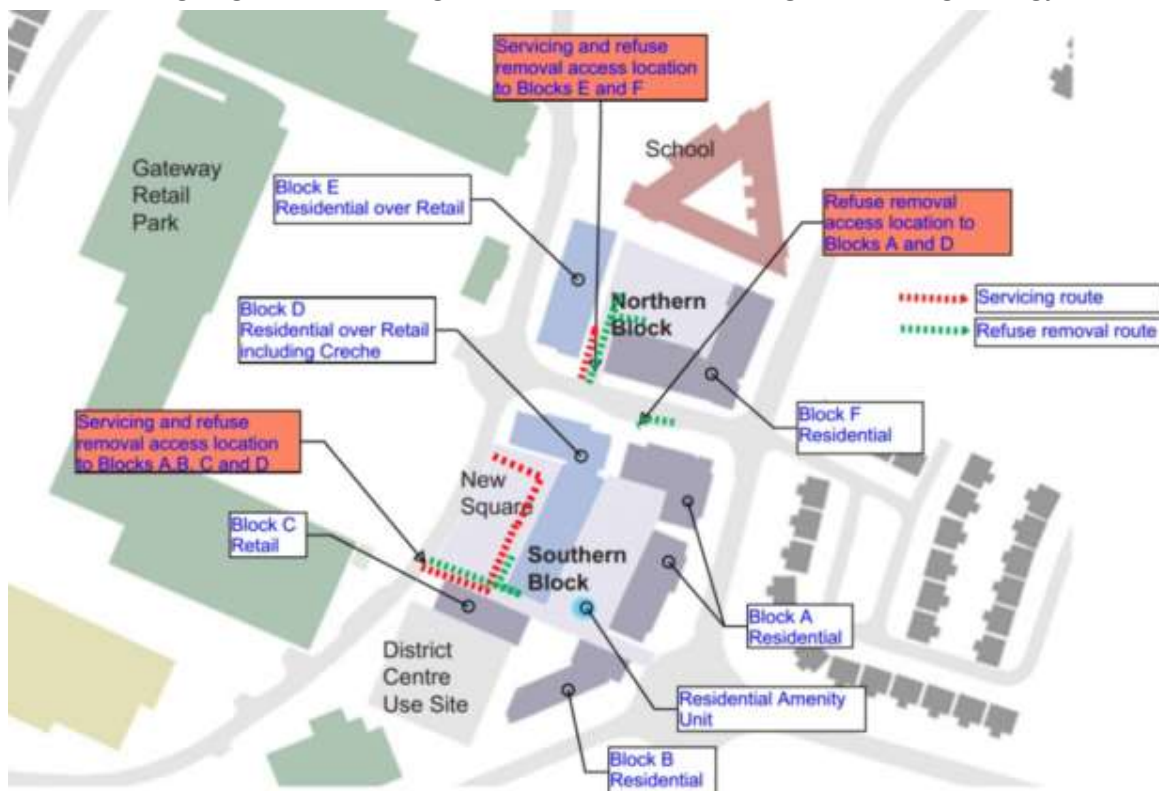 Servicing and refuse
removal access location
to Blocks E and F
School
Gateway
Retail
Park
Block E
Residential over Retail
Refuse removal
access location to
Blocks A and D
Servicing route
Refuse removal route
Northern
Block
Block D
Residential over Retail
including Creche
Block F
Residential
Servicing and refuse
removal access location
to Blocks A,B, C and D
New
Square
Block C
Retail
Southern
Block
Block A
Residential
District
Centre
Use Site
Residential Amenity
Unit
Block B
Residential